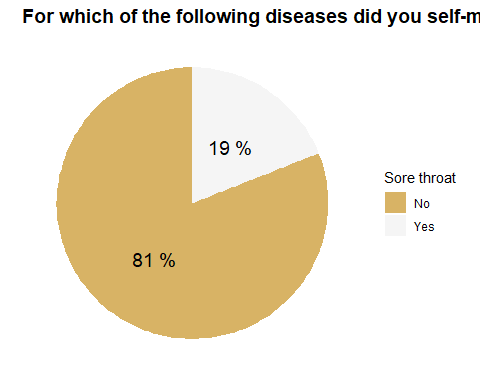 For which of the following diseases did you self-m
19 %
Sore throat
No
Yes
81 %